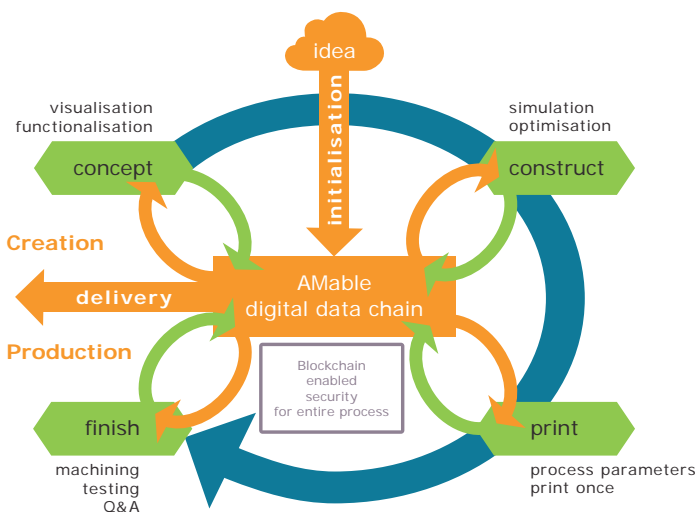 idea
initialisation
visualisation
functionalisation
concept
simulation
optimisation
construct
Creation
AMable
digital data chain
delivery
Production
Blockchain
enabled
security
for entire process
finish
machining
testing
Q&A
print
process parameters
print once